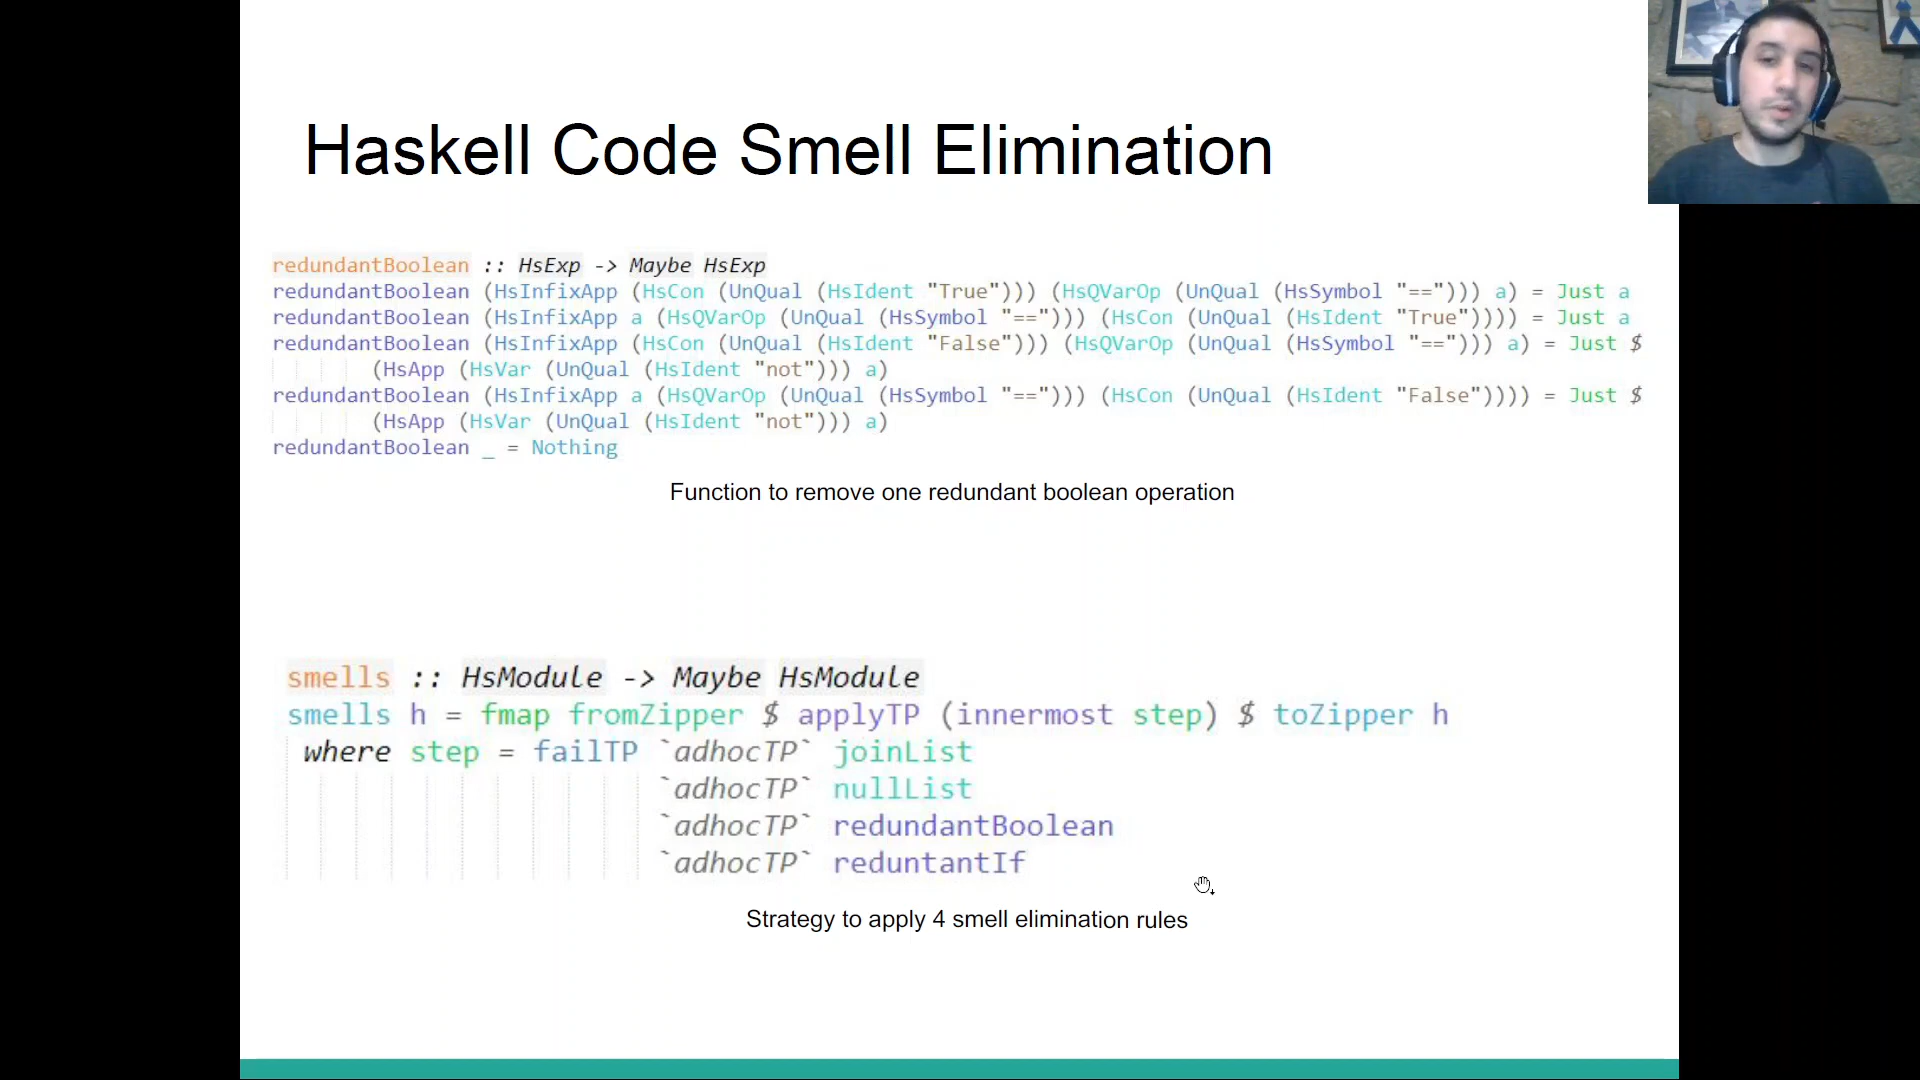 Haskell Code Smell Elimination
redundantBoolean :: HsExp -> Maybe HsExp
redundantBoolean (HsInfixApp (HsCon (UnQual (HsIdent "True"))) (HsQVarOp (UnQual (HsSymbol "=="))) a) = Just a
redundantBoolean (HsInfixApp a (HsQVarOp (UnQual (HsSymbol "=="))) (HsCon (UnQual (HsIdent "True")))) = Just a
redundantBoolean (HsInfixApp (HsCon (UnQual (HsIdent "False"))) (HsQVarOp (UnQual (HsSymbol "=="))) a) = Just $
(HsApp (HsVar (UnQual (HsIdent "not"))) a)
redundantBoolean (HsInfixApp a (HsQVarOp (UnQual (HsSymbol "=="))) (HsCon (UnQual (HsIdent "False")))) = Just $
(HsApp (HsVar (UnQual (HsIdent "not"))) a)
redundantBoolean _ = Nothing
Function to remove one redundant boolean operation
smells :: HsModule -> Maybe HsModule
smells h = fmap fromZipper $ applyTP (innermost step) $ toZipper h
where step = failTP `adhocTP` joinList
`adhocTP` nullList
`adhocTP` redundantBoolean
`adhocTP` reduntantIf
Strategy to apply 4 smell elimination rules